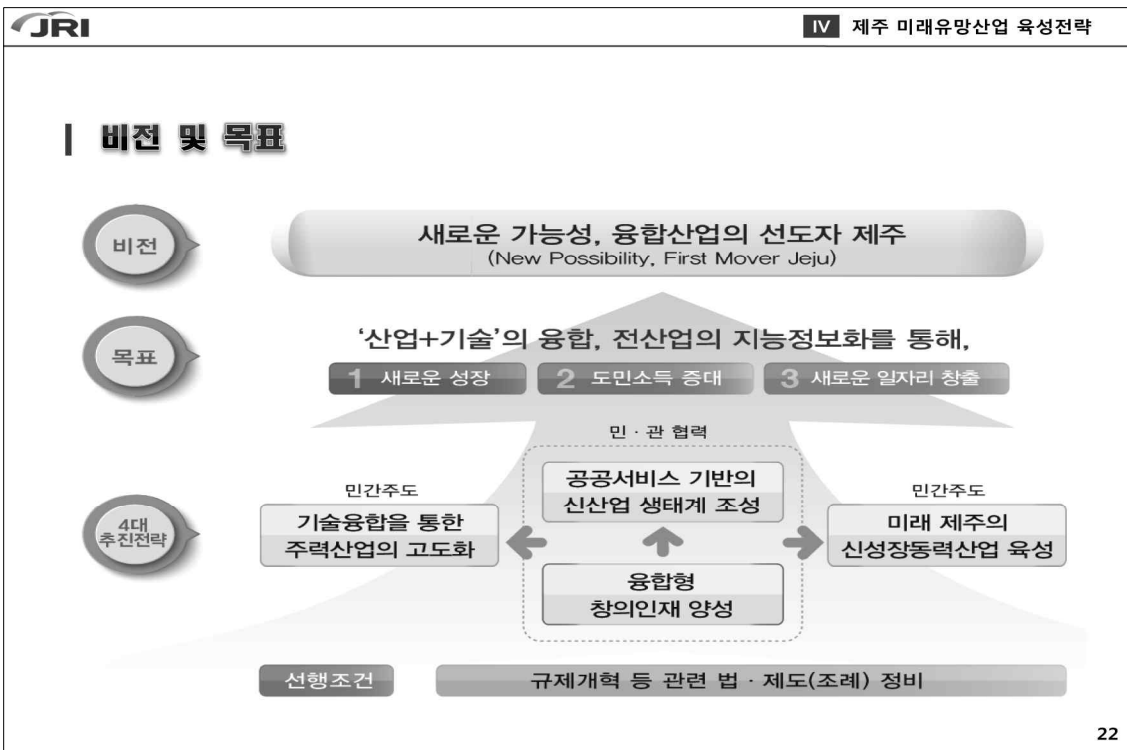 JRI
IV 제주 미래유망산업 육성전략
비전 및 목표
비전
새로운 가능성, 융합산업의 선도자 제주
(New Possibility, First Mover Jeju)
목표
‘산업+기술’의 융합, 전산업의 지능정보화를 통해,
1 새로운 성장
2 도민소득 증대
3 새로운 일자리 창출
4대
추진전략
민간주도
기술융합을 통한
주력산업의 고도화
민·관 협력
공공서비스 기반의
신산업 생태계 조성
융합형
창의인재 양성
민간주도
미래 제주의
신성장동력산업 육성
선행조건
규제개혁 등 관련 법·제도(조례) 정비
22